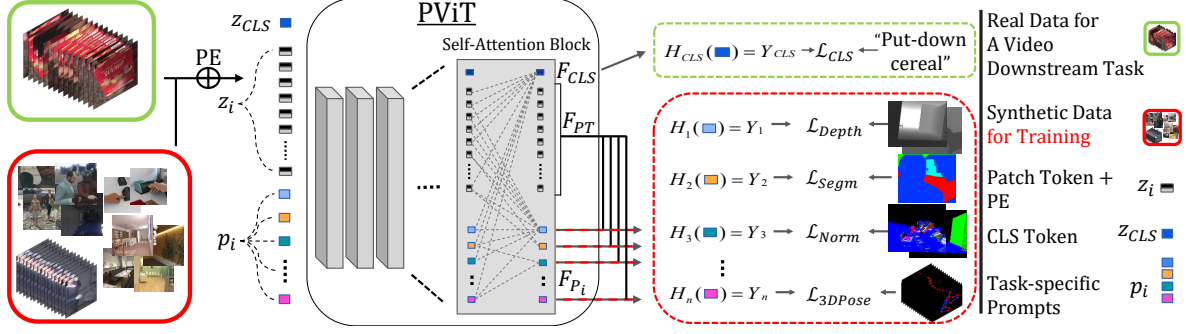 PViT
z_CLS
PE
z_i
p_i
Self-Attention Block
F_CLS
F_PT
F_{P_i}
H_CLS( ) = Y_CLS → ℒ_CLS ← “Put-down cereal”
H_1( ) = Y_1 → ℒ_Depth
H_2( ) = Y_2 → ℒ_Segm
H_3( ) = Y_3 → ℒ_Norm
H_n( ) = Y_n → ℒ_3DPose
Real Data for
A Video
Downstream Task
Synthetic Data
for Training
Patch Token +
PE
z_i
CLS Token
z_CLS
Task-specific
Prompts
p_i